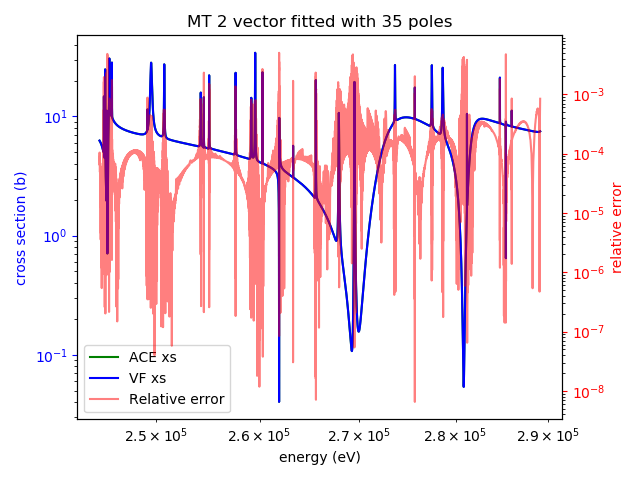 MT 2 vector fitted with 35 poles
cross section (b)
10¹
10⁰
10⁻¹
10⁻³
10⁻⁴
10⁻⁵
10⁻⁶
10⁻⁷
10⁻⁸
relative error
ACE xs
VF xs
Relative error
2.5 × 10⁵ 2.6 × 10⁵ 2.7 × 10⁵ 2.8 × 10⁵ 2.9 × 10⁵
energy (eV)